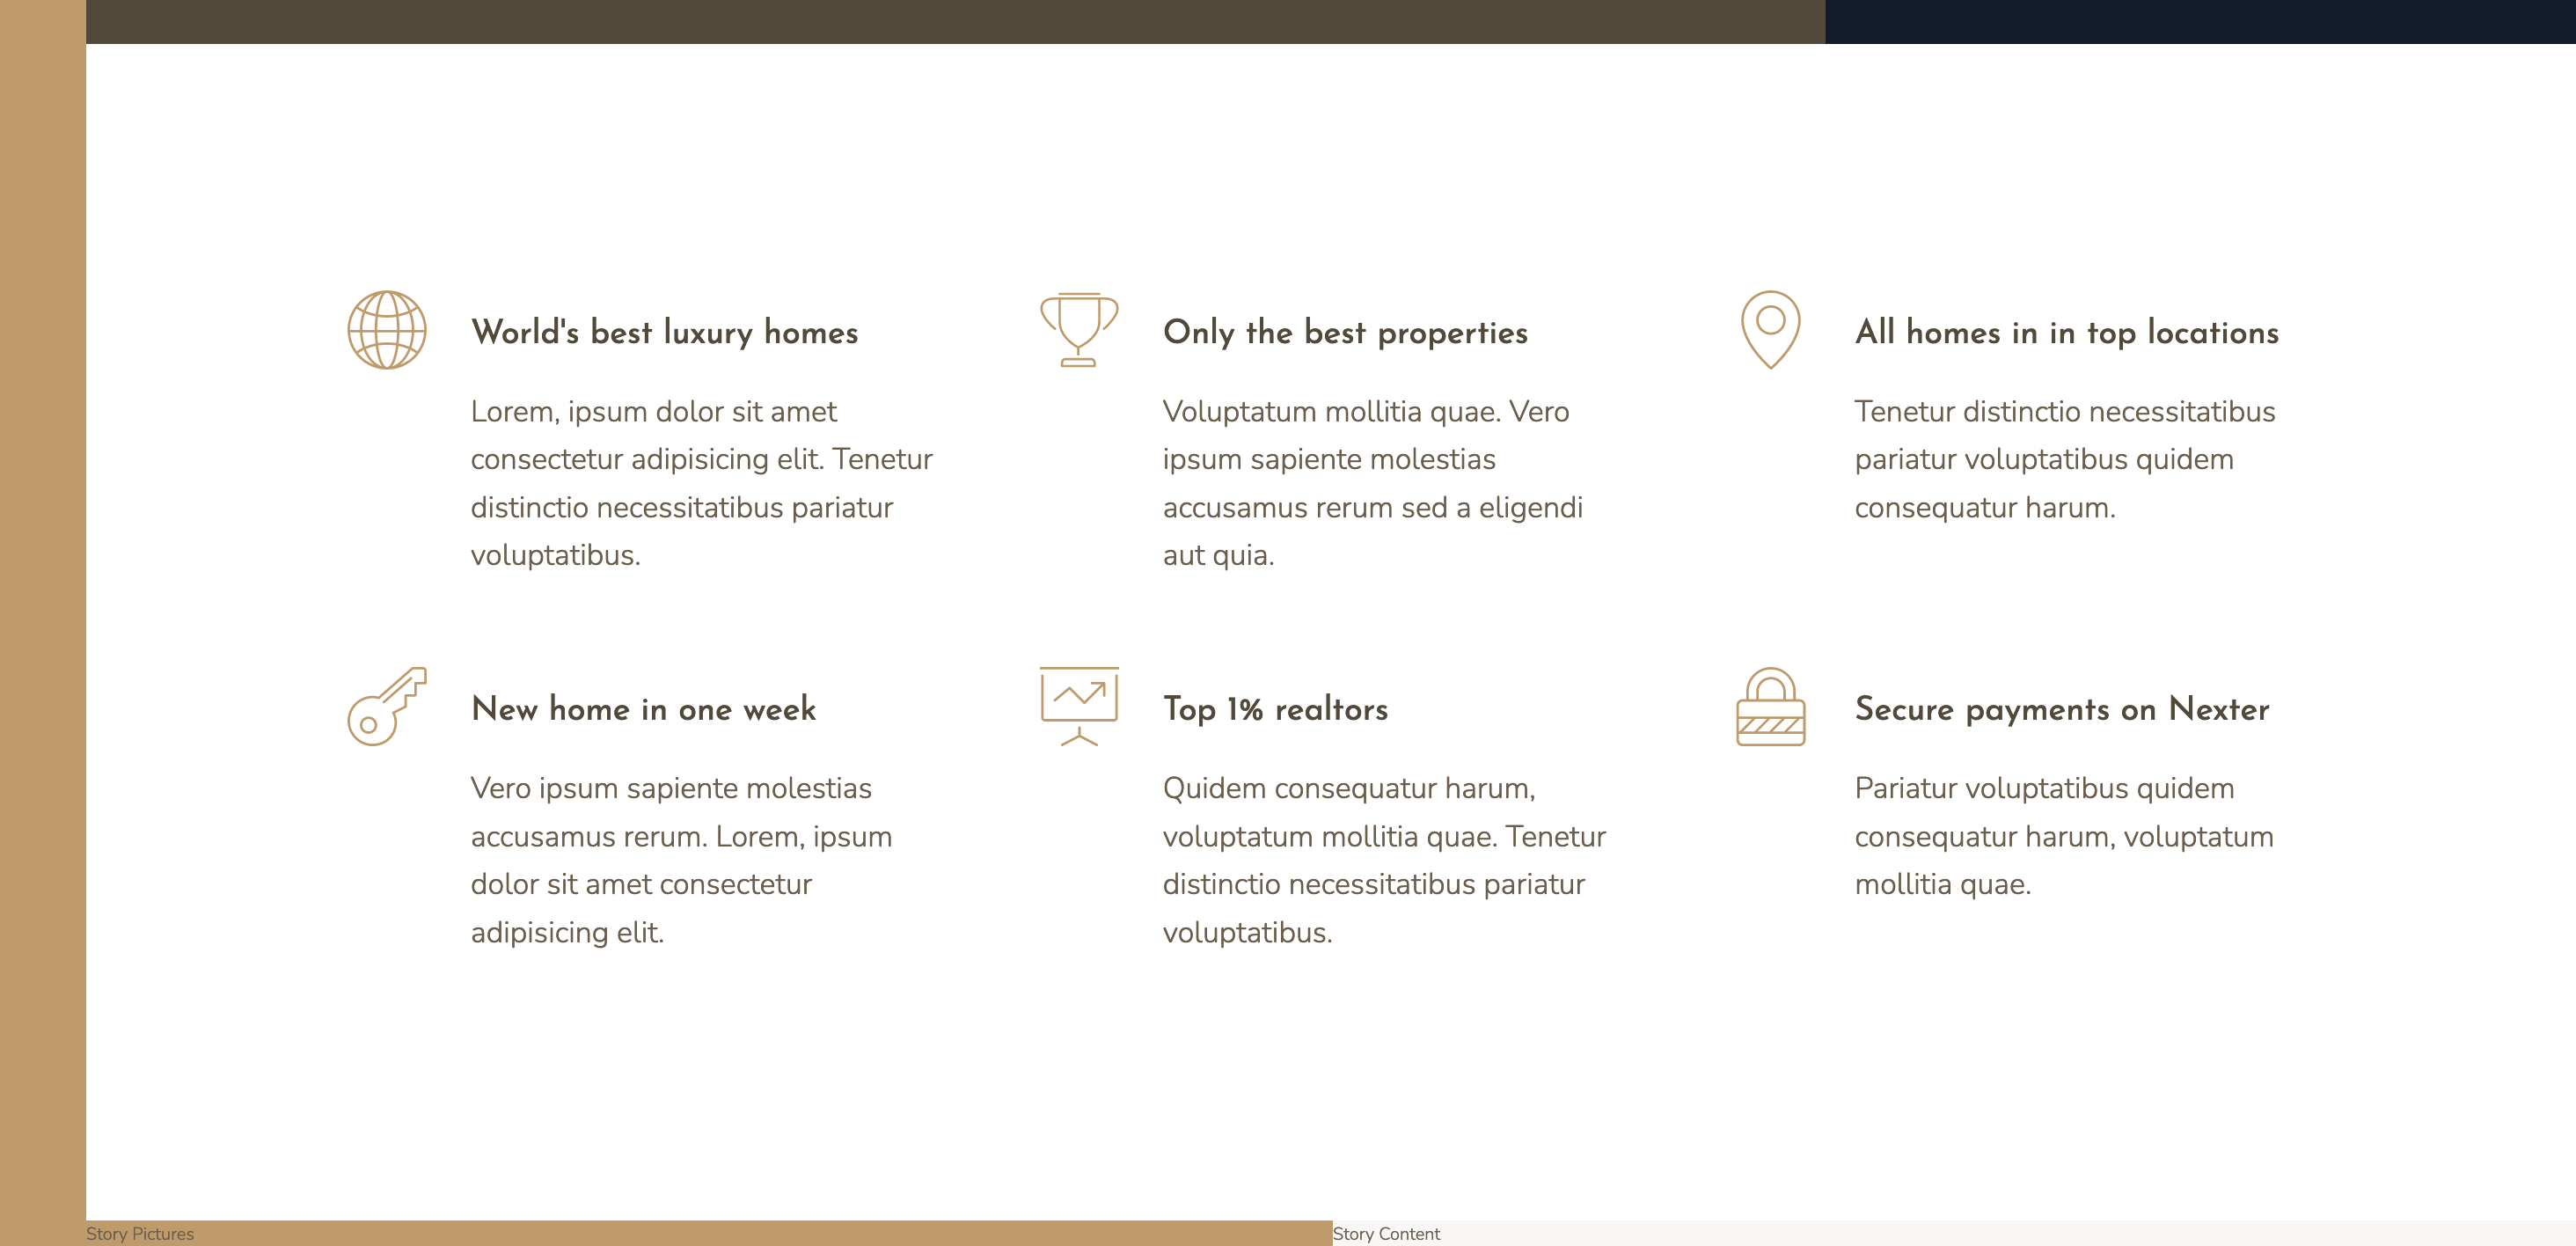 World's best luxury homes
Lorem, ipsum dolor sit amet
consectetur adipisicing elit. Tenetur
distinctio necessitatibus pariatur
voluptatibus.
Only the best properties
Voluptatum mollitia quae. Vero
ipsum sapiente molestias
accusamus rerum sed a eligendi
aut quia.
All homes in in top locations
Tenetur distinctio necessitatibus
pariatur voluptatibus quidem
consequatur harum.
New home in one week
Vero ipsum sapiente molestias
accusamus rerum. Lorem, ipsum
dolor sit amet consectetur
adipisicing elit.
Top 1% realtors
Quidem consequatur harum,
voluptatum mollitia quae. Tenetur
distinctio necessitatibus pariatur
voluptatibus.
Secure payments on Nexter
Pariatur voluptatibus quidem
consequatur harum, voluptatum
mollitia quae.
Story Pictures
Story Content